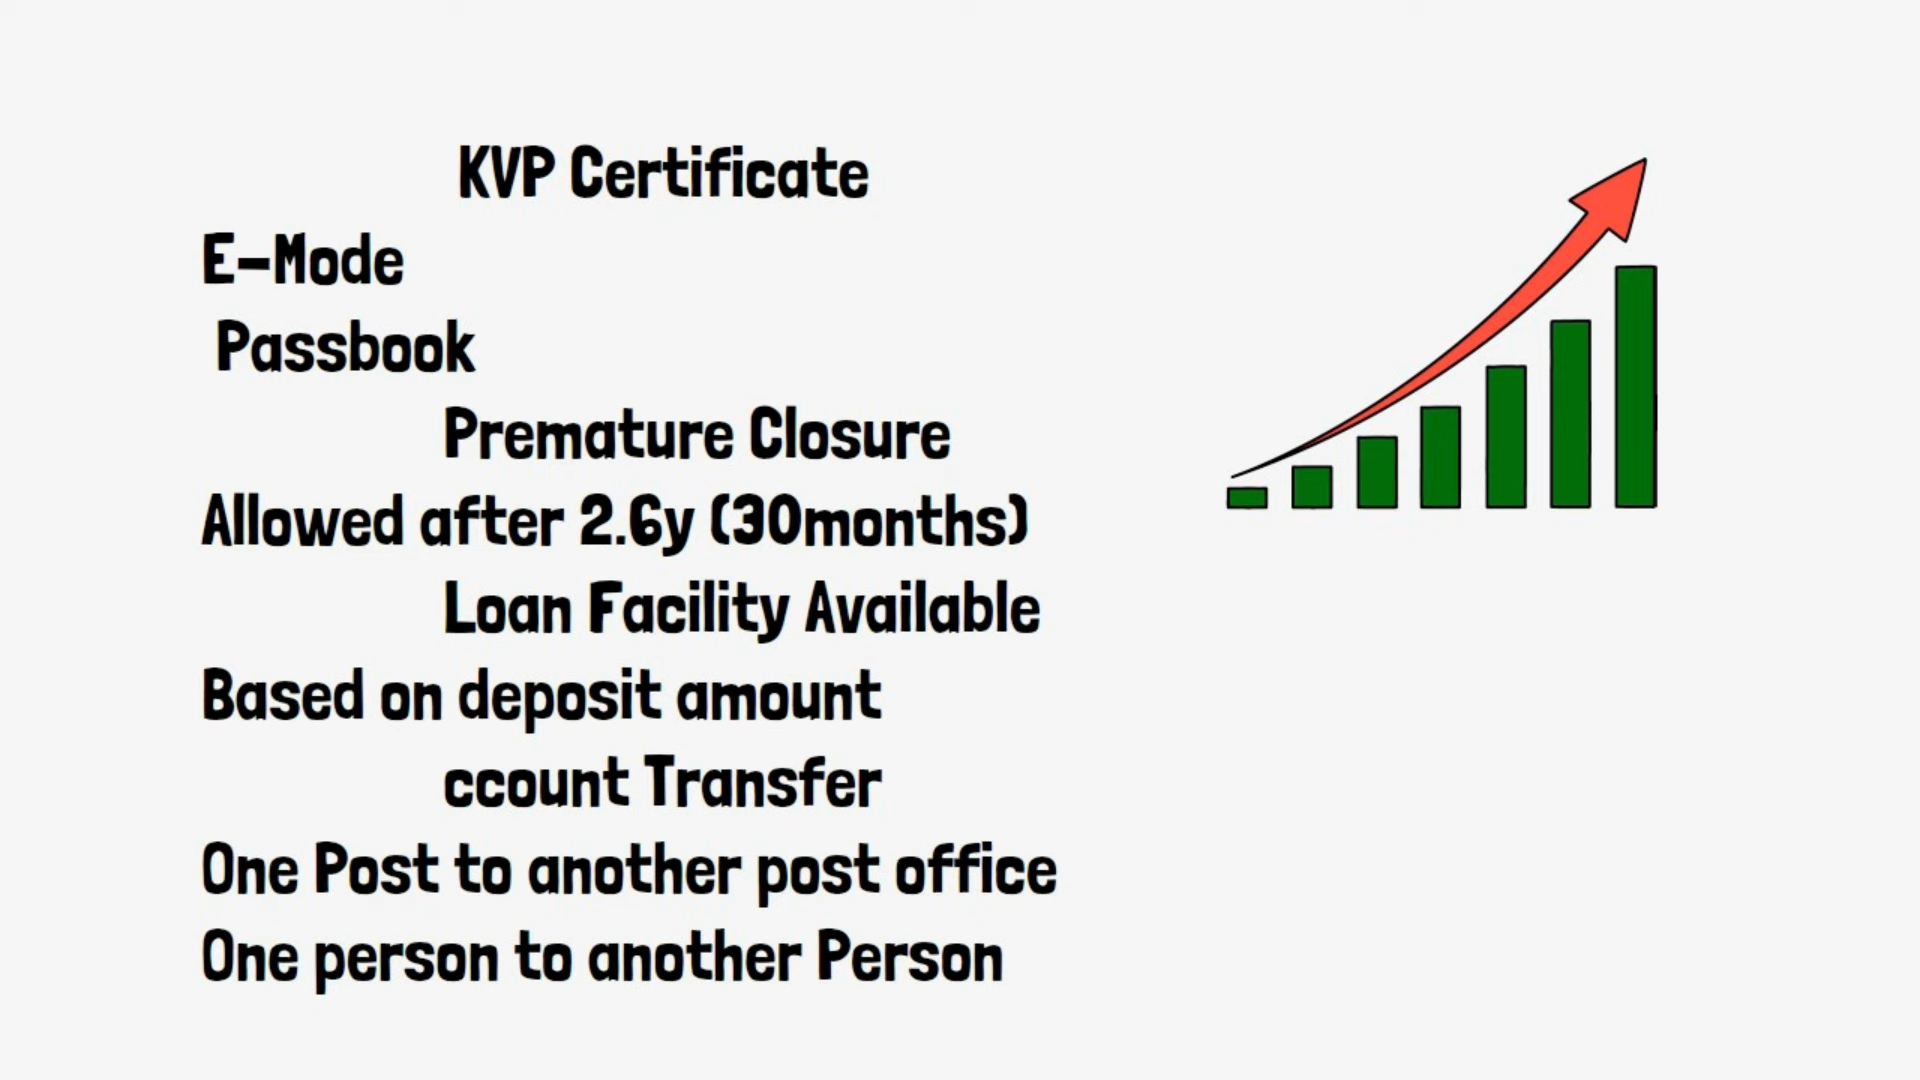 KVP Certificate
E-Mode
Passbook
Premature Closure
Allowed after 2.6y (30months)
Loan Facility Available
Based on deposit amount
ccount Transfer
One Post to another post office
One person to another Person